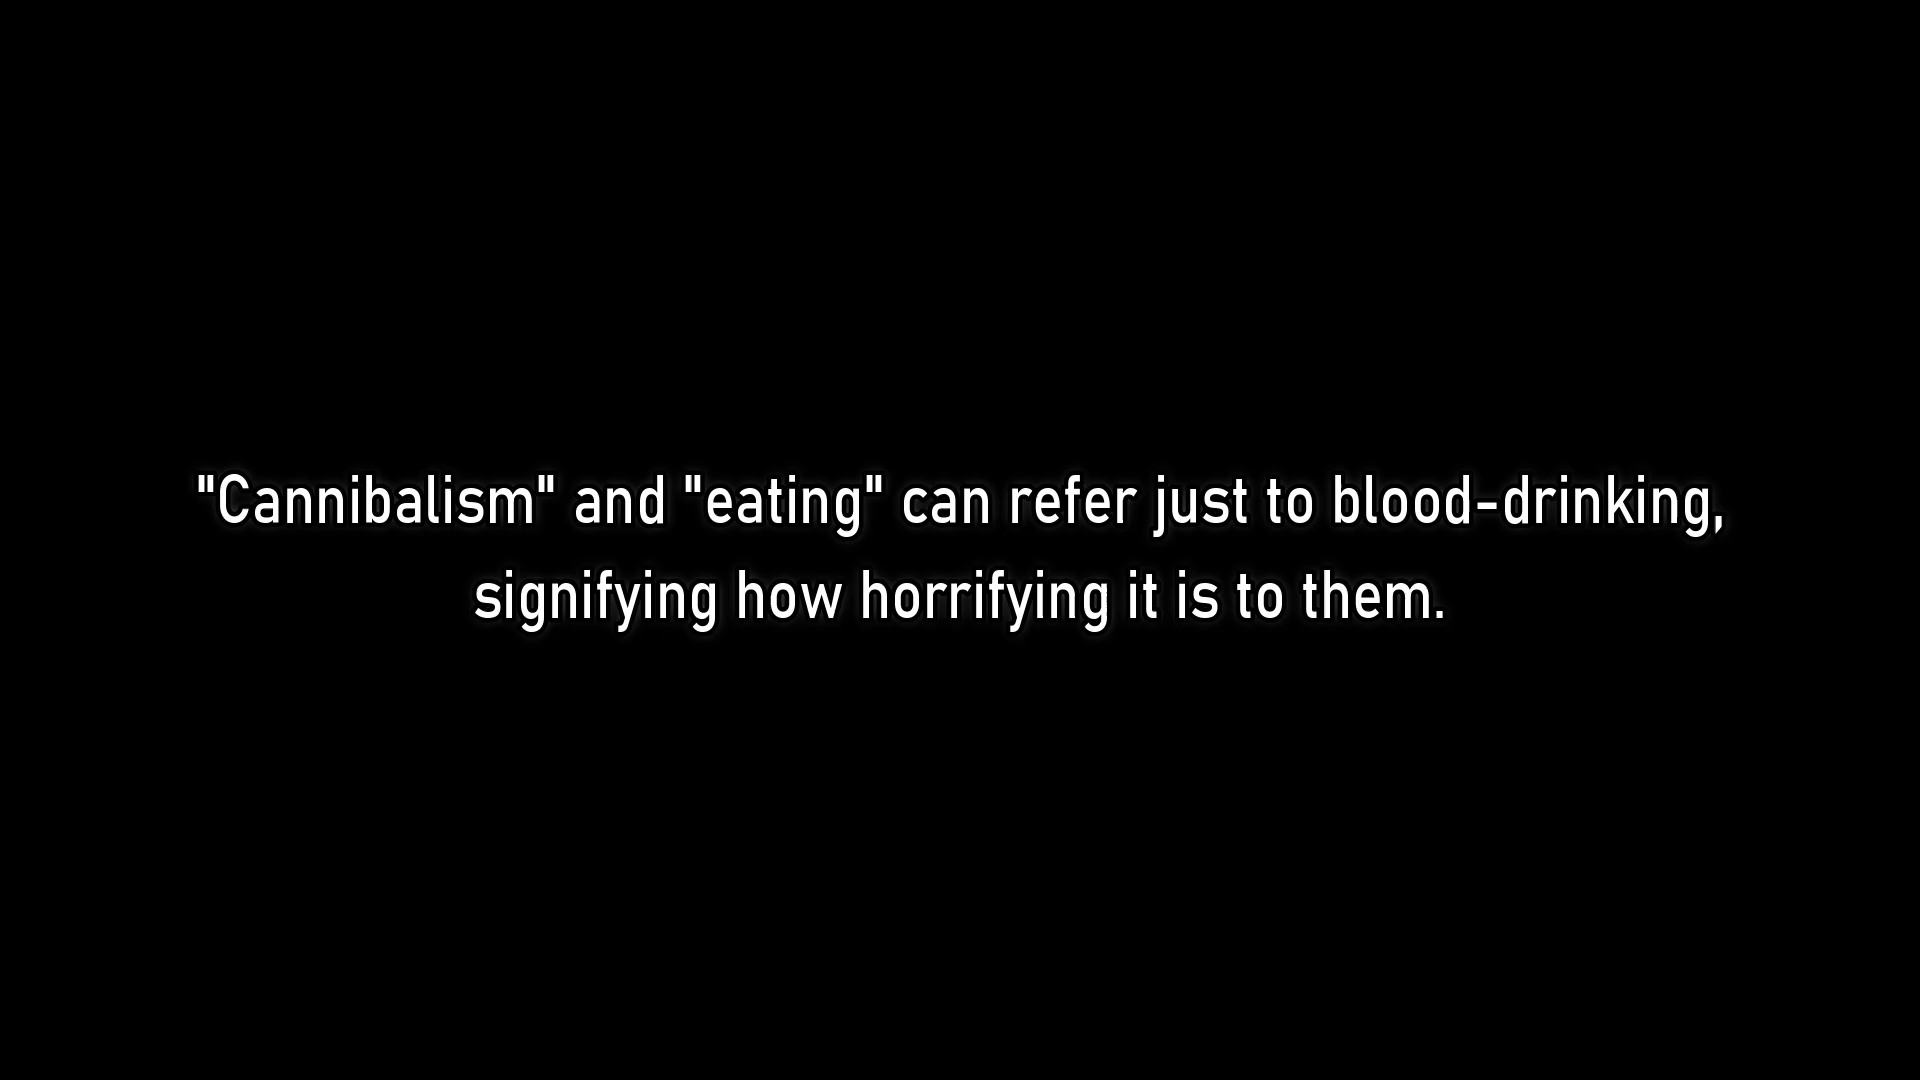 "Cannibalism" and "eating" can refer just to blood-drinking,
signifying how horrifying it is to them.